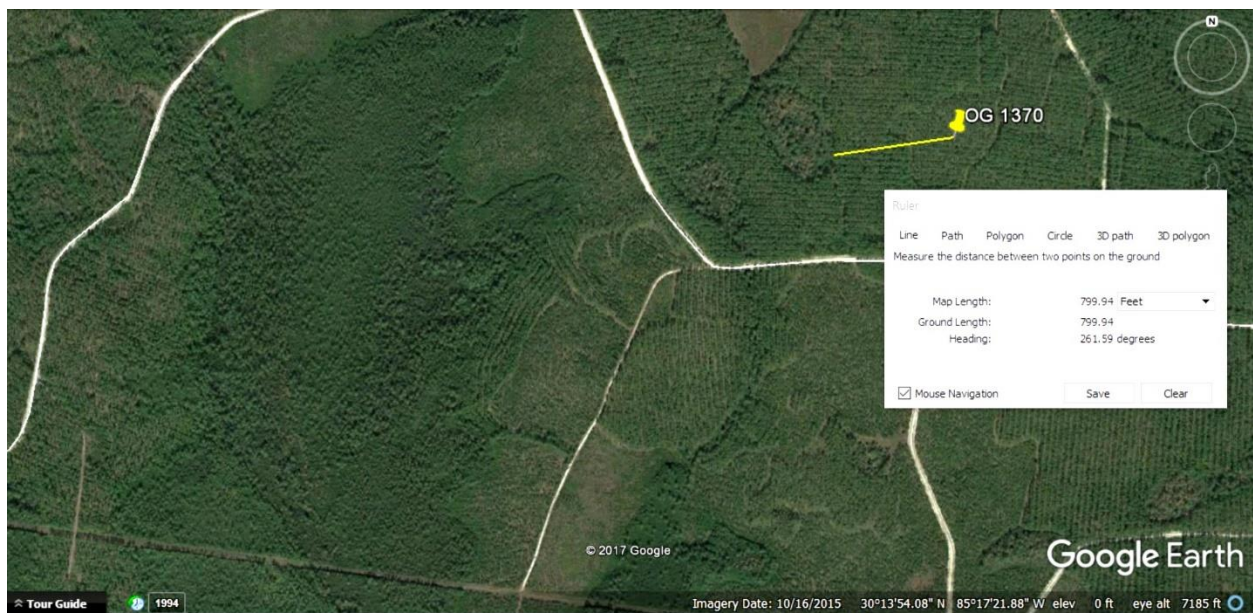 N
OG 1370
Ruler
Line Path Polygon Circle 3D path 3D polygon
Measure the distance between two points on the ground
Map Length: 799.94 Feet
Ground Length: 799.94
Heading: 261.59 degrees
Mouse Navigation Save Clear
© 2017 Google
Google Earth
Tour Guide 1994 Imagery Date: 10/16/2015 30°13'54.08" N 85°17'21.88" W elev 0 ft eye alt 7185 ft